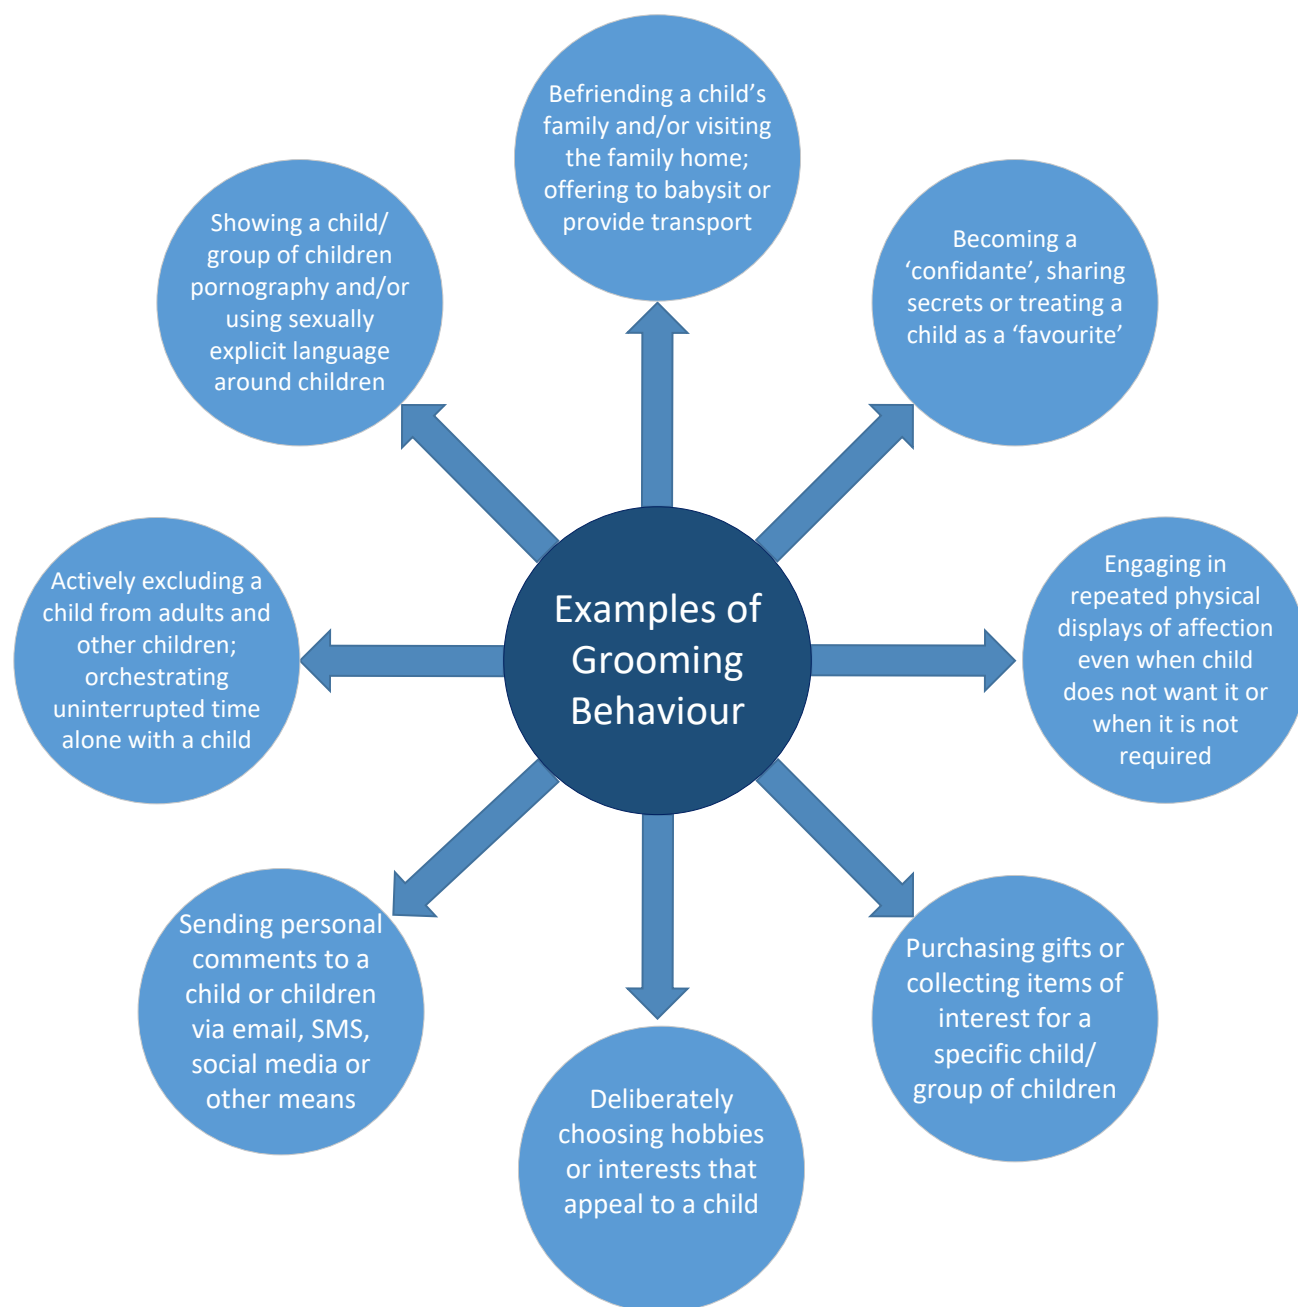 Befriending a child’s
family and/or visiting
the family home;
offering to babysit or
provide transport
Showing a child/
group of children
pornography and/or
using sexually
explicit language
around children
Becoming a
‘confidante’, sharing
secrets or treating a
child as a ‘favourite’
Actively excluding a
child from adults and
other children;
orchestrating
uninterrupted time
alone with a child
Examples of
Grooming
Behaviour
Engaging in
repeated physical
displays of affection
even when child
does not want it or
when it is not
required
Sending personal
comments to a
child or children
via email, SMS,
social media or
other means
Deliberately
choosing hobbies
or interests that
appeal to a child
Purchasing gifts or
collecting items of
interest for a
specific child/
group of children